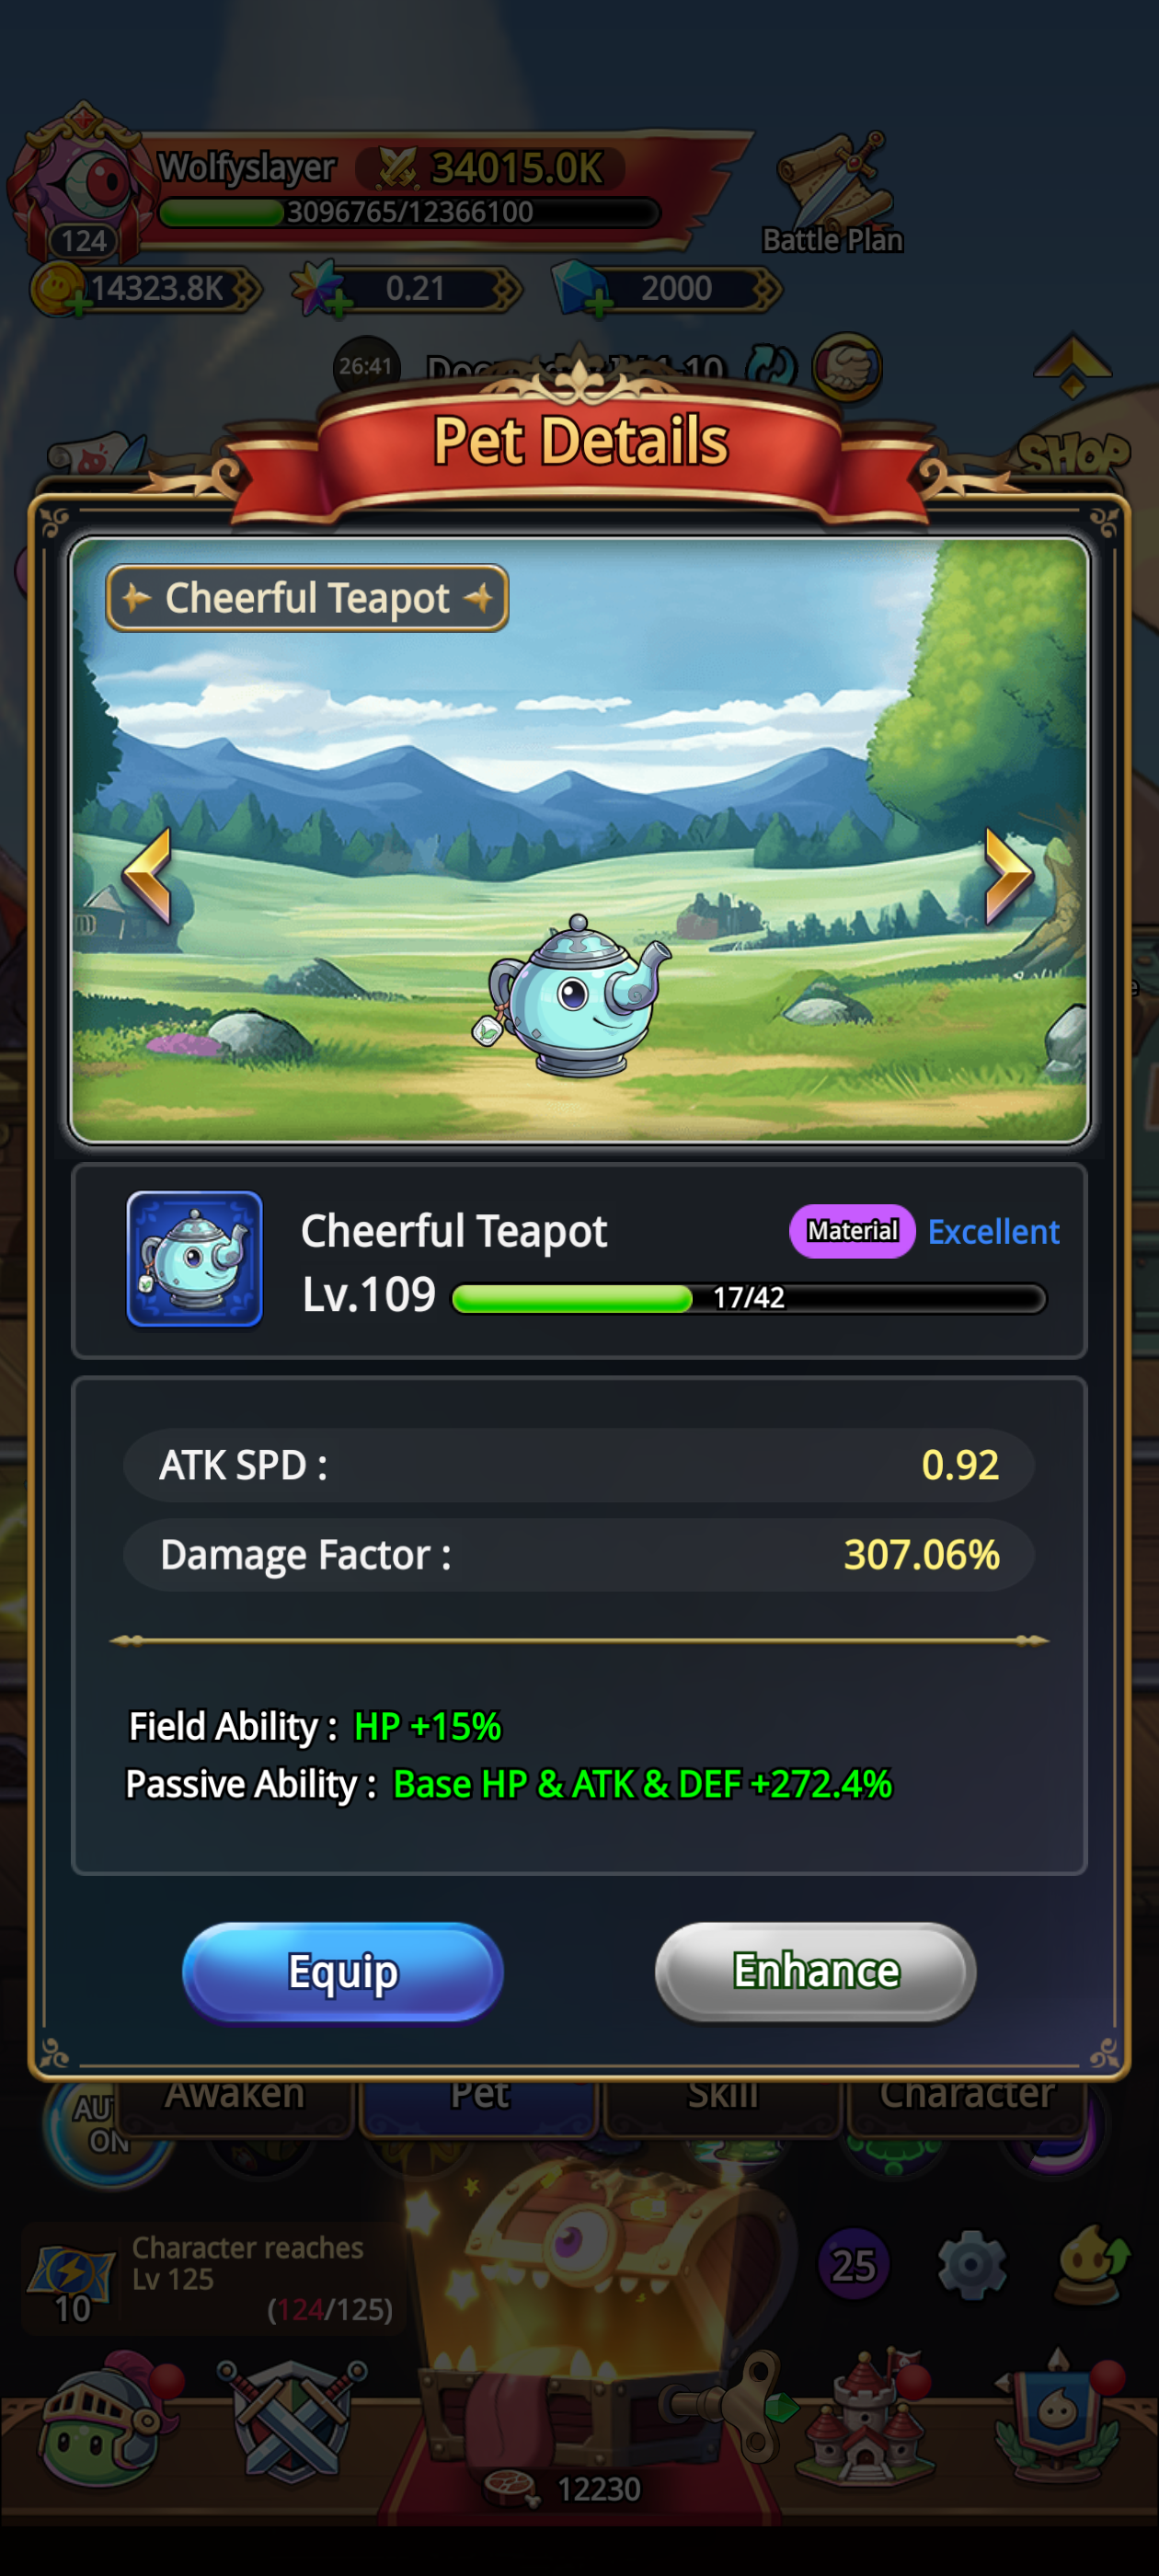 Wolfyslayer
34015.0K
3096765/12366100
124
Battle Plan
14323.8K
0.21
2000
26:41
SHOP
Pet Details
Cheerful Teapot
Cheerful Teapot
Material
Excellent
Lv.109
17/42
ATK SPD :
0.92
Damage Factor :
307.06%
Field Ability : HP +15%
Passive Ability : Base HP & ATK & DEF +272.4%
Equip
Enhance
Awaken
Pet
Skill
Character
ON
Character reaches
Lv 125
(124/125)
10
25
12230